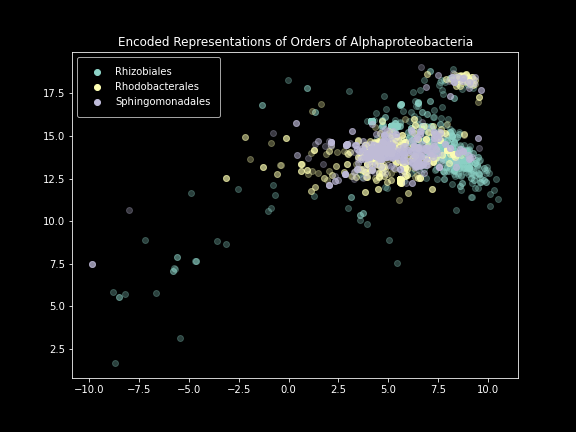 Encoded Representations of Orders of Alphaproteobacteria
Rhizobiales
Rhodobacterales
Sphingomonadales
17.5
15.0
12.5
10.0
7.5
5.0
2.5
−10.0 −7.5 −5.0 −2.5 0.0 2.5 5.0 7.5 10.0